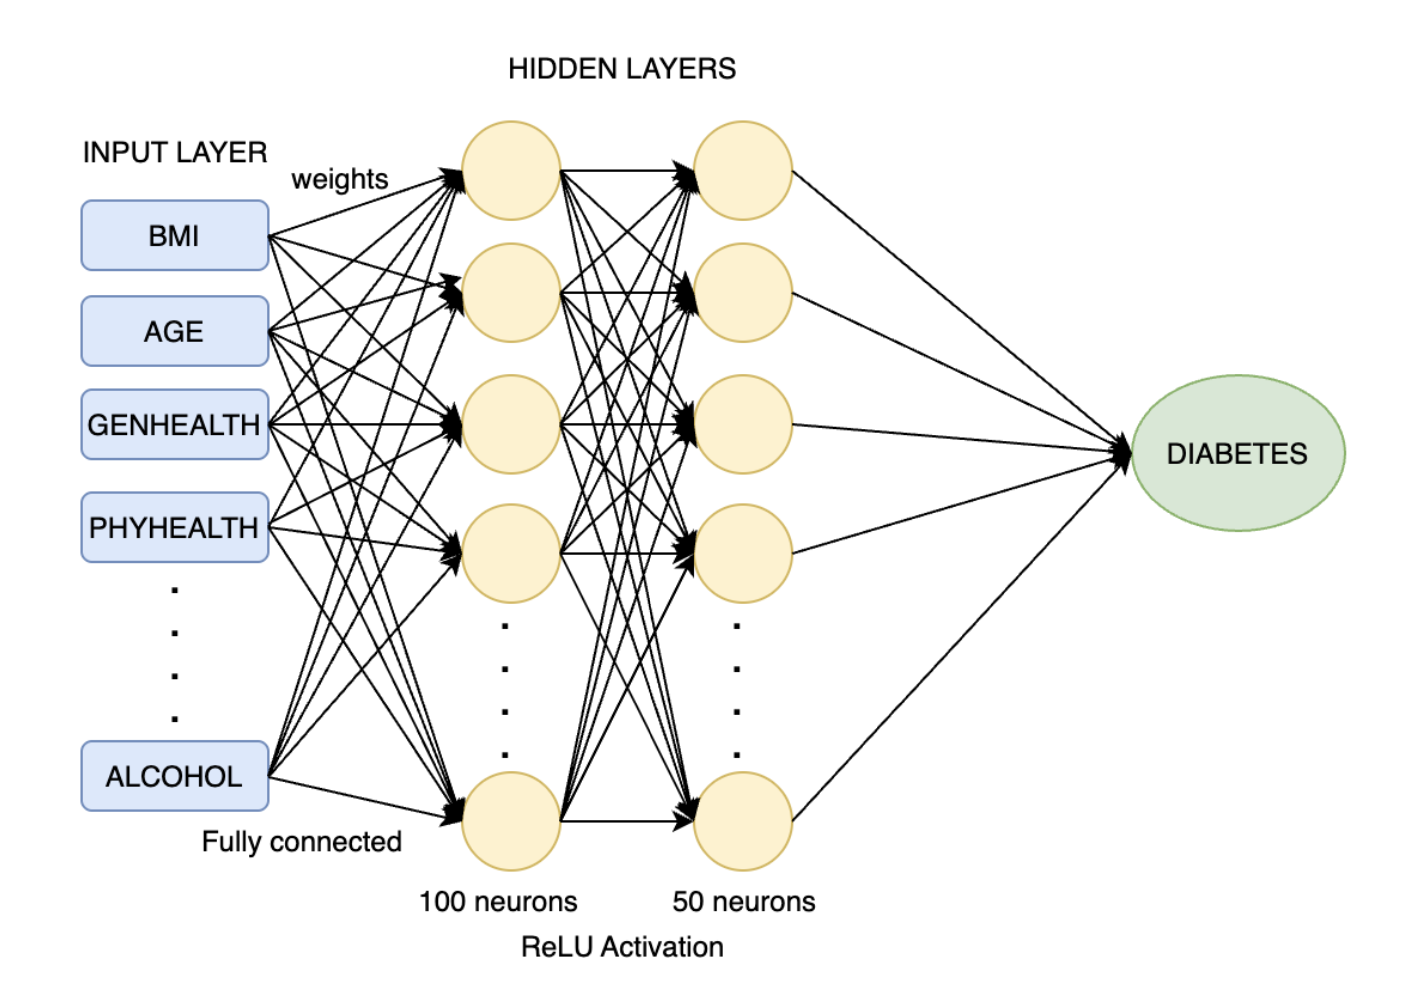 HIDDEN LAYERS
INPUT LAYER
weights
BMI
AGE
GENHEALTH
PHYHEALTH
ALCOHOL
DIABETES
Fully connected
100 neurons
50 neurons
ReLU Activation